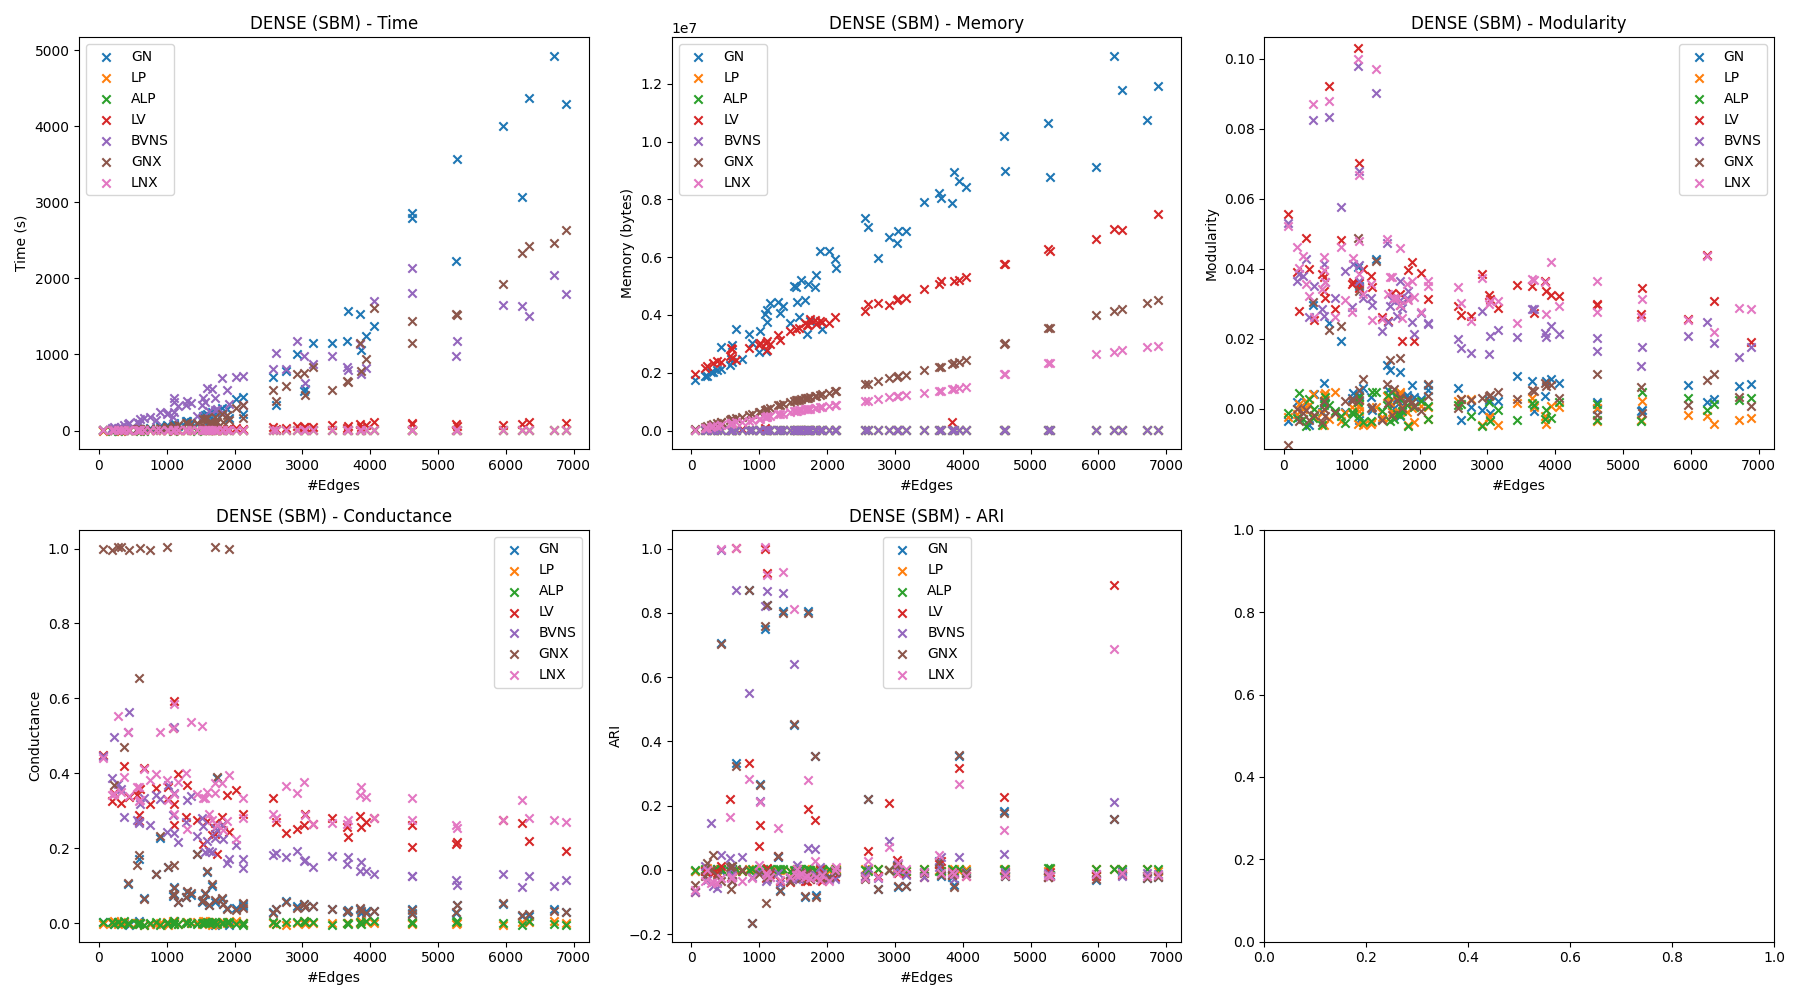 DENSE (SBM) - Time
GN
LP
ALP
LV
BVNS
GNX
LNX
Time (s)
5000
4000
3000
2000
1000
0
0 1000 2000 3000 4000 5000 6000 7000
#Edges
DENSE (SBM) - Memory
1e7
GN
LP
ALP
LV
BVNS
GNX
LNX
Memory (bytes)
1.2
1.0
0.8
0.6
0.4
0.2
0.0
0 1000 2000 3000 4000 5000 6000 7000
#Edges
DENSE (SBM) - Modularity
GN
LP
ALP
LV
BVNS
GNX
LNX
Modularity
0.10
0.08
0.06
0.04
0.02
0.00
0 1000 2000 3000 4000 5000 6000 7000
#Edges
DENSE (SBM) - Conductance
GN
LP
ALP
LV
BVNS
GNX
LNX
Conductance
1.0
0.8
0.6
0.4
0.2
0.0
0 1000 2000 3000 4000 5000 6000 7000
#Edges
DENSE (SBM) - ARI
GN
LP
ALP
LV
BVNS
GNX
LNX
ARI
1.0
0.8
0.6
0.4
0.2
0.0
−0.2
0 1000 2000 3000 4000 5000 6000 7000
#Edges
1.0
0.8
0.6
0.4
0.2
0.0
0.0 0.2 0.4 0.6 0.8 1.0